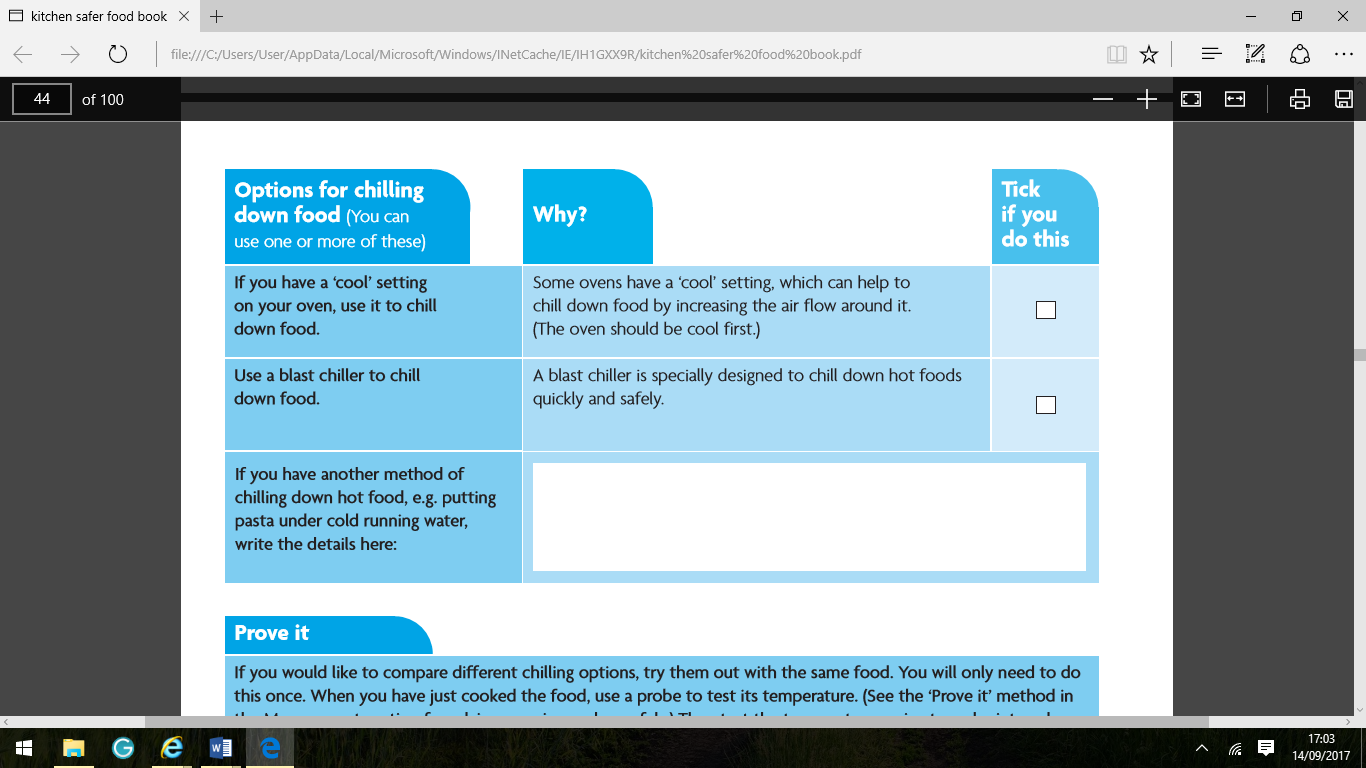 kitchen safer food book
file:///C:/Users/User/AppData/Local/Microsoft/Windows/INetCache/IE/IH1GXX9R/kitchen%20safer%20food%20book.pdf
44 of 100
Options for chilling
down food (You can
use one or more of these)
Why?
Tick
if you
do this
If you have a ‘cool’ setting
on your oven, use it to chill
down food.
Some ovens have a ‘cool’ setting, which can help to
chill down food by increasing the air flow around it.
(The oven should be cool first.)
Use a blast chiller to chill
down food.
A blast chiller is specially designed to chill down hot foods
quickly and safely.
If you have another method of
chilling down hot food, e.g. putting
pasta under cold running water,
write the details here:
Prove it
If you would like to compare different chilling options, try them out with the same food. You will only need to do
this once. When you have just cooked the food, use a probe to test its temperature. (See the ‘Prove it’ method in
17:03
14/09/2017